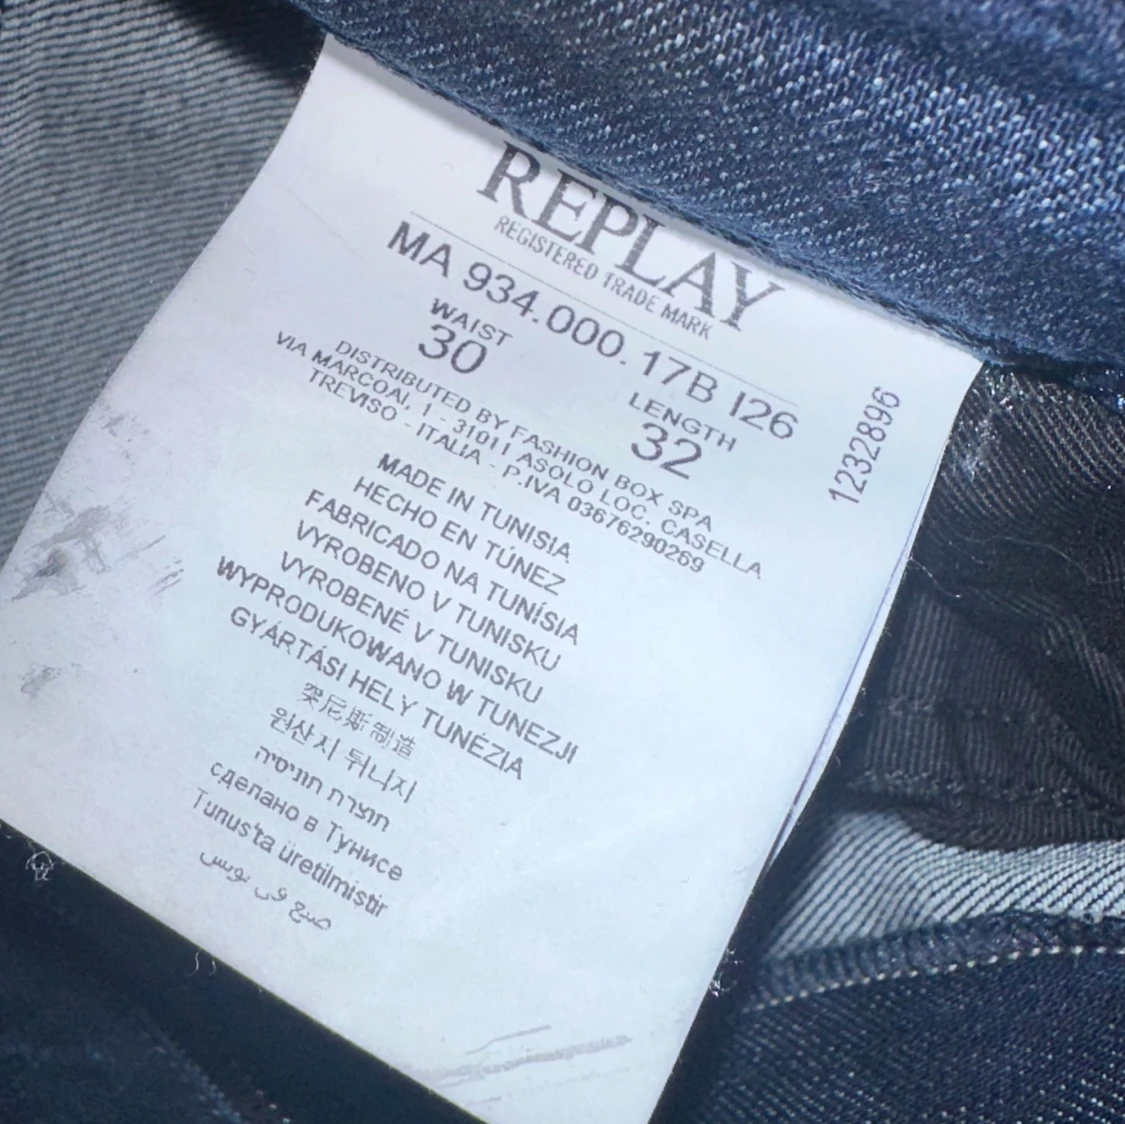 REPLAY
REGISTERED TRADE MARK
MA 934.000.17B I26
WAIST
30
LENGTH
32
1232896
DISTRIBUTED BY FASHION BOX SPA
VIA MARCOAI, 1 - 31011 ASOLO LOC. CASELLA
TREVISO - ITALIA - P.IVA 03676290269
MADE IN TUNISIA
HECHO EN TÚNEZ
FABRICADO NA TUNÍSIA
VYROBENO V TUNISKU
VYROBENÉ V TUNISKU
WYPRODUKOWANO W TUNEZJI
GYÁRTÁSI HELY TUNÉZIA
突尼斯制造
원산지 튀니지
תוצרת תוניסיה
сделано в Тунисе
Tunus'ta üretilmiştir
صنع في تونس